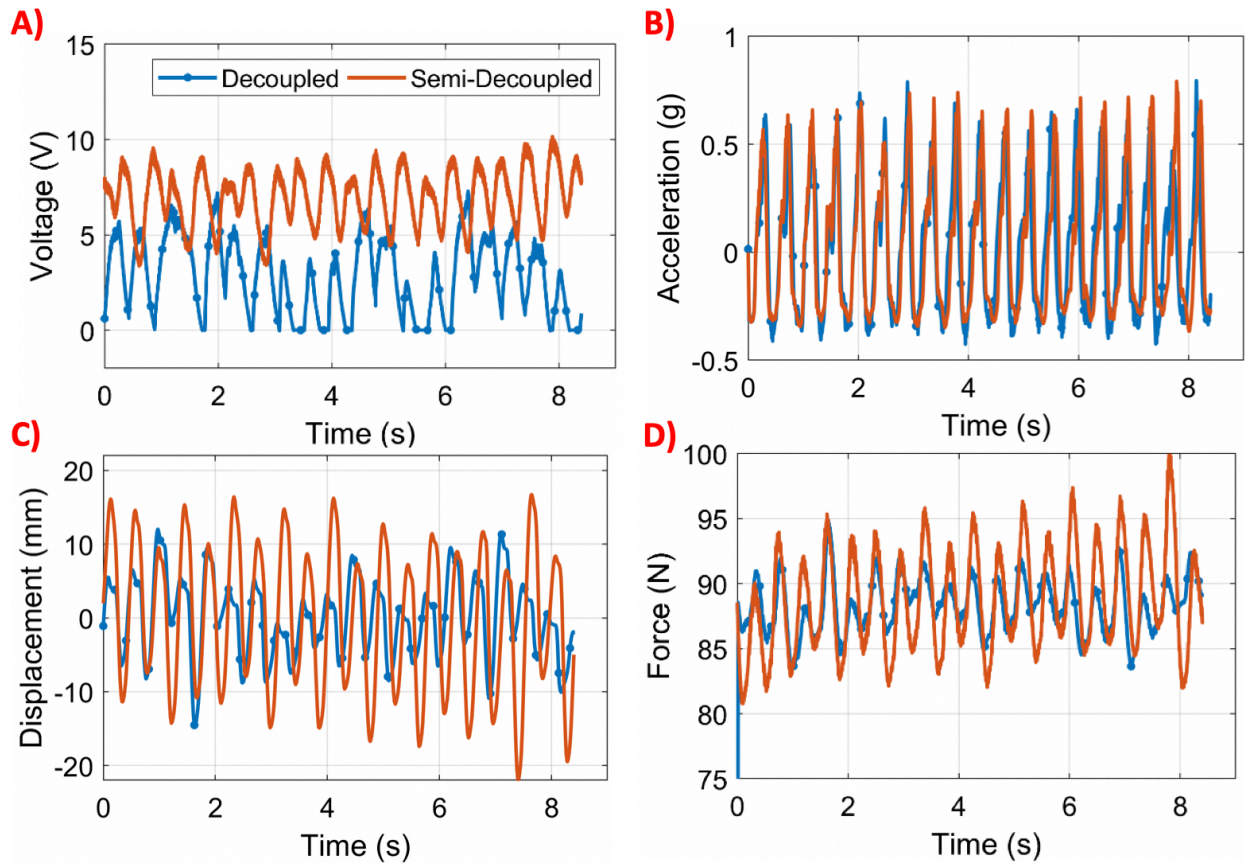 A)
15
10
5
0
Voltage (V)
Decoupled
Semi-Decoupled
0 2 4 6 8
Time (s)
B)
1
0.5
0
-0.5
Acceleration (g)
0 2 4 6 8
Time (s)
C)
20
10
0
-10
-20
Displacement (mm)
0 2 4 6 8
Time (s)
D)
100
95
90
85
80
75
Force (N)
0 2 4 6 8
Time (s)